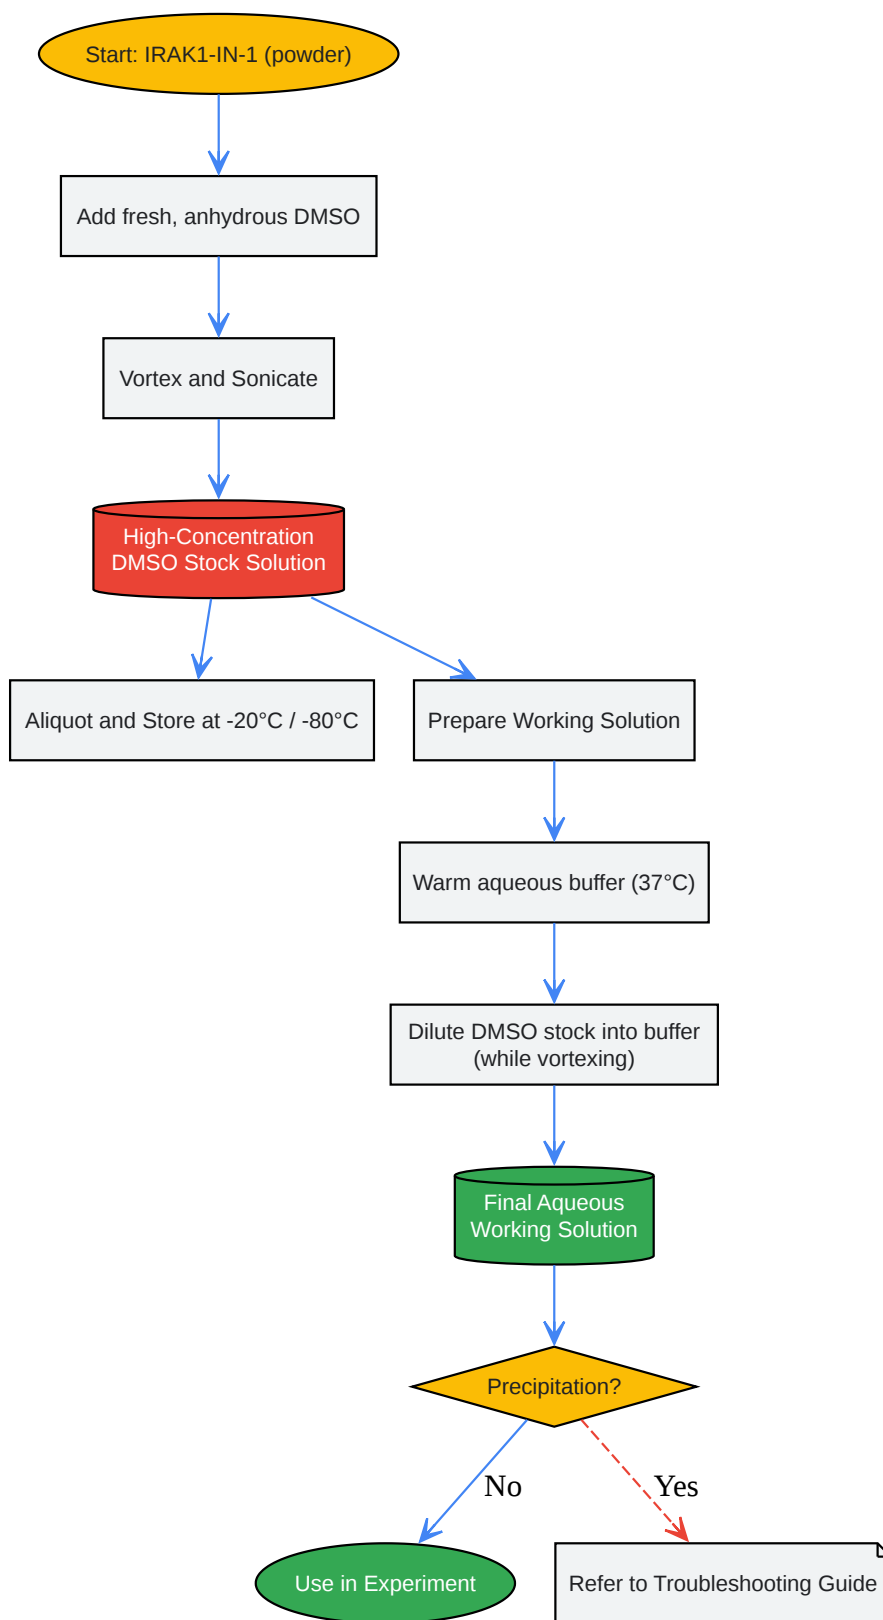 Start: IRAK1-IN-1 (powder)
Add fresh, anhydrous DMSO
Vortex and Sonicate
High-Concentration
DMSO Stock Solution
Aliquot and Store at -20°C / -80°C
Prepare Working Solution
Warm aqueous buffer (37°C)
Dilute DMSO stock into buffer
(while vortexing)
Final Aqueous
Working Solution
Precipitation?
No
Yes
Use in Experiment
Refer to Troubleshooting Guide